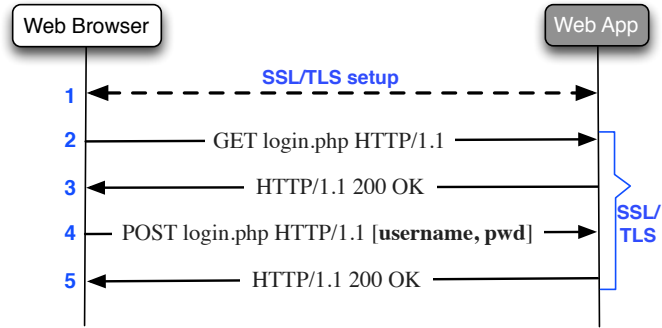 Web Browser
Web App
SSL/TLS setup
1
2 GET login.php HTTP/1.1
3 HTTP/1.1 200 OK
4 POST login.php HTTP/1.1 [username, pwd]
5 HTTP/1.1 200 OK
SSL/
TLS